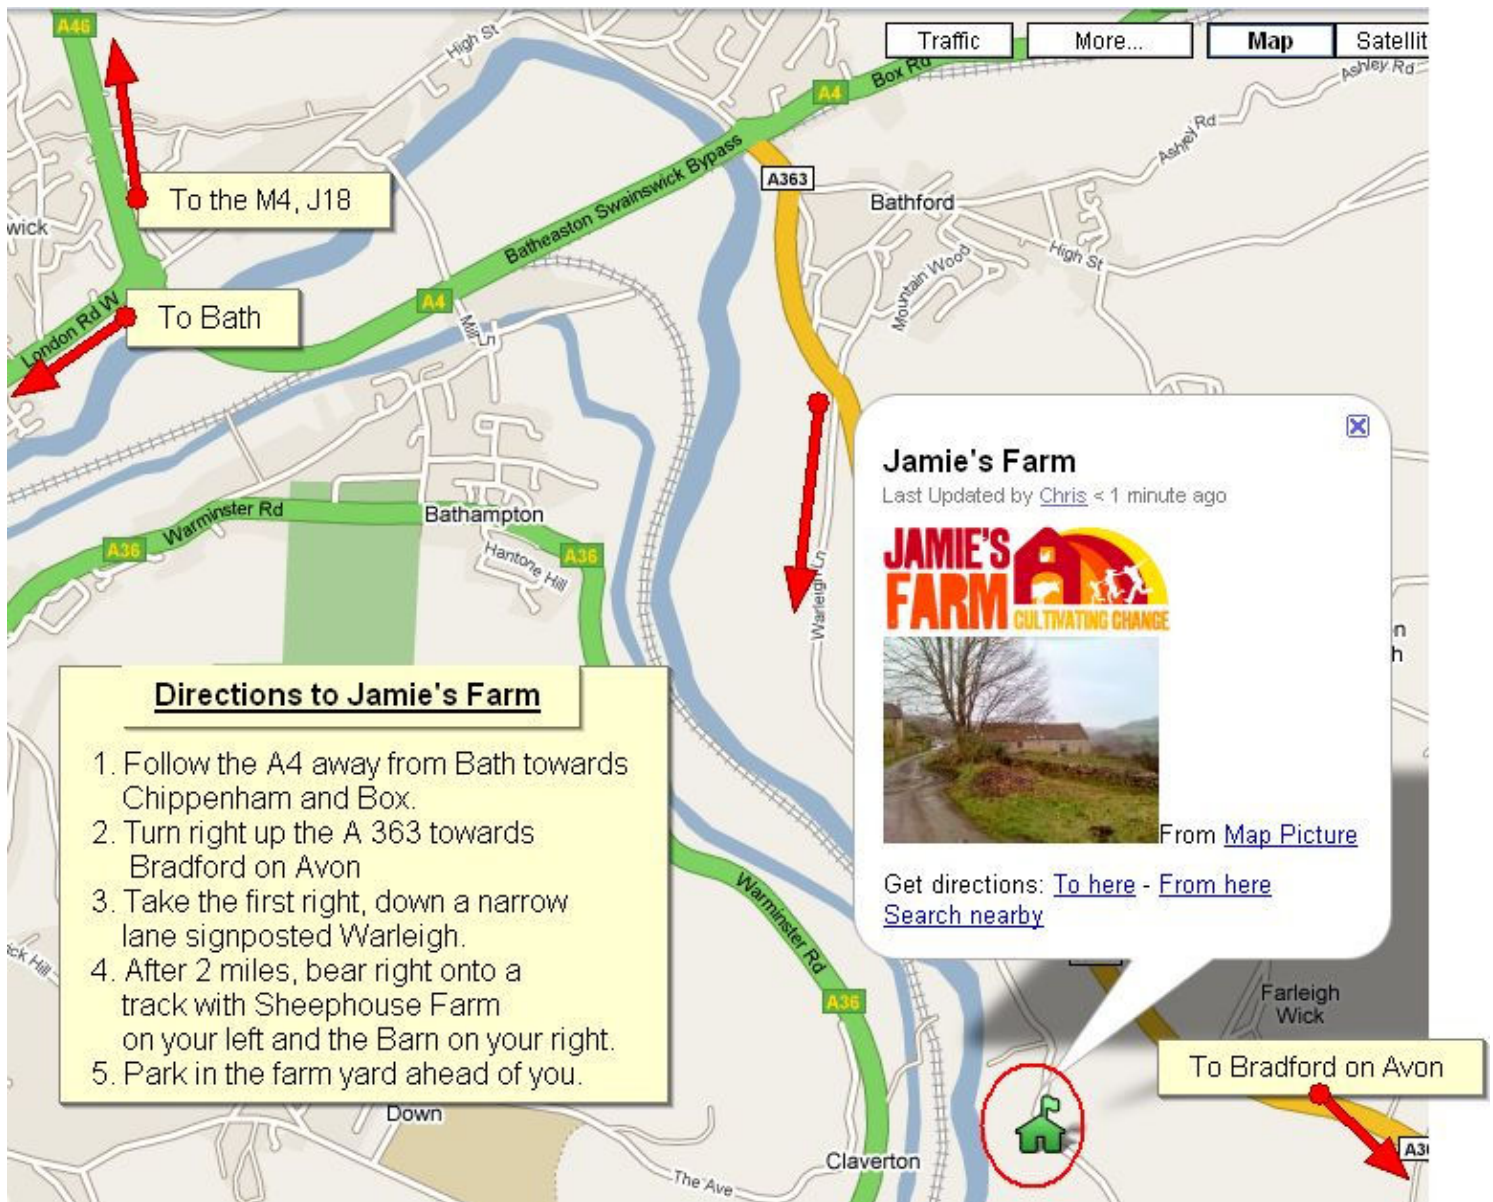 A46
High St
Traffic
More...
Map
Satellit
Ashley Rd
Box Rd
A4
Ashley Rd
Batheaston Swainswick Bypass
A363
To the M4, J18
Bathford
wick
High St
Mountain Wood
A4
To Bath
London Rd W
Mill Ln
Jamie's Farm
Last Updated by Chris < 1 minute ago
Warminster Rd
Bathampton
A36
Hantone Hill
A36
JAMIE'S
FARM
CULTIVATING CHANGE
Warleigh Ln
n
h
Directions to Jamie's Farm
1. Follow the A4 away from Bath towards
Chippenham and Box.
2. Turn right up the A 363 towards
Bradford on Avon
3. Take the first right, down a narrow
lane signposted Warleigh.
4. After 2 miles, bear right onto a
track with Sheephouse Farm
on your left and the Barn on your right.
5. Park in the farm yard ahead of you.
From Map Picture
Get directions: To here - From here
Search nearby
Warminster Rd
ick Hill
A36
Farleigh
Wick
To Bradford on Avon
Down
A36
Claverton
The Ave